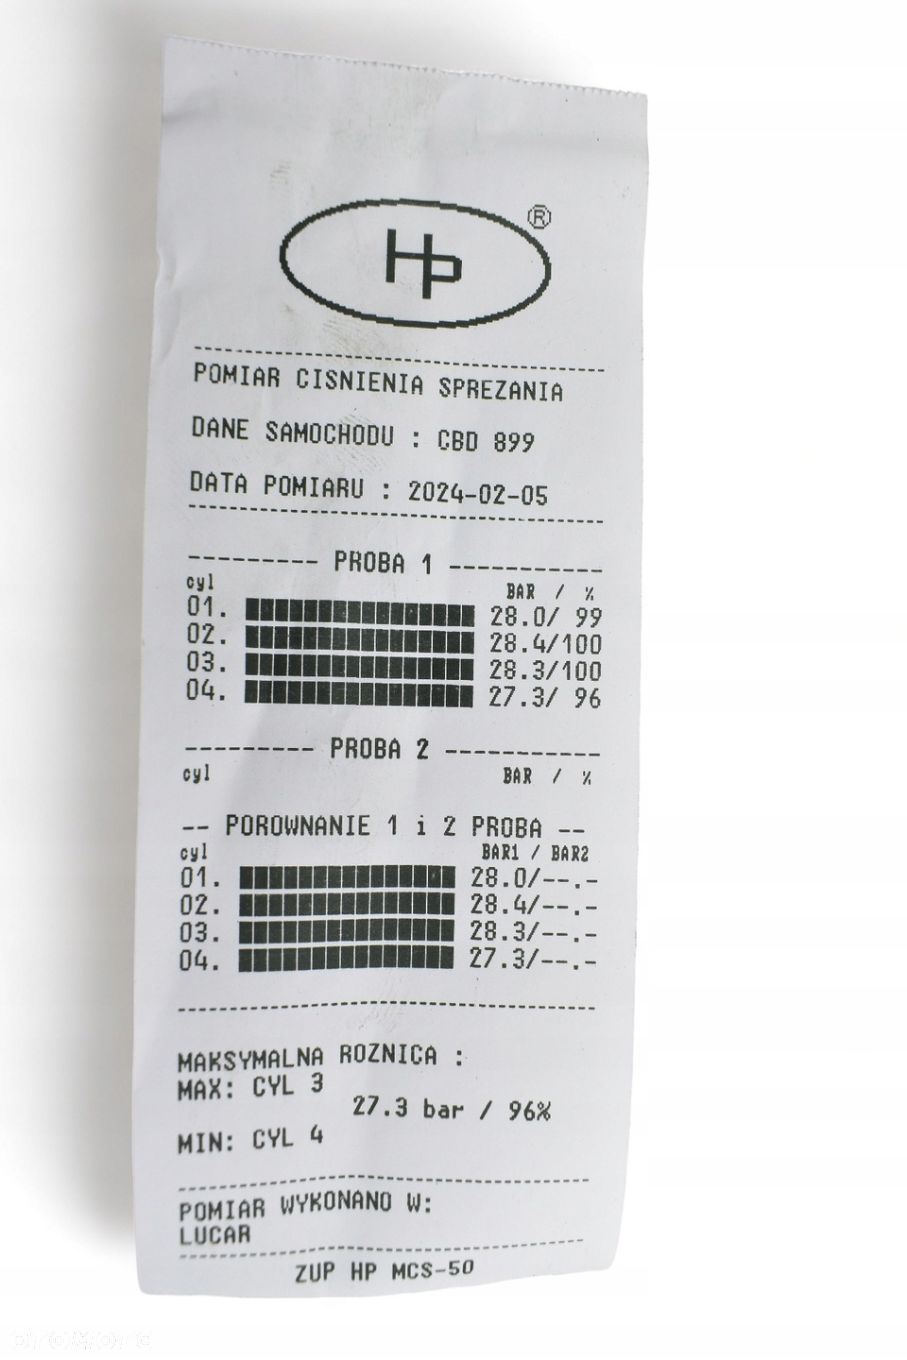 HP ®
POMIAR CISNIENIA SPREZANIA
DANE SAMOCHODU : CBD 899
DATA POMIARU : 2024-02-05
--------- PROBA 1 -----------
cyl BAR / %
01. 28.0/ 99
02. 28.4/100
03. 28.3/100
04. 27.3/ 96
--------- PROBA 2 -----------
cyl BAR / %
-- POROWNANIE 1 i 2 PROBA --
cyl BAR1 / BAR2
01. 28.0/--.-
02. 28.4/--.-
03. 28.3/--.-
04. 27.3/--.-
MAKSYMALNA ROZNICA :
MAX: CYL 3
27.3 bar / 96%
MIN: CYL 4
POMIAR WYKONANO W:
LUCAR
ZUP HP MCS-50